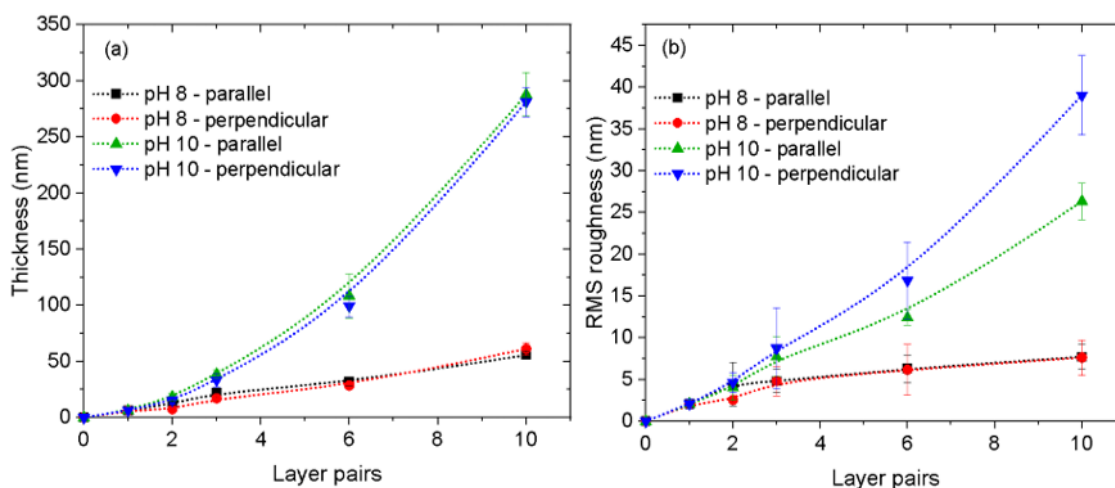 (a)
pH 8 - parallel
pH 8 - perpendicular
pH 10 - parallel
pH 10 - perpendicular
Thickness (nm)
350
300
250
200
150
100
50
0
0 2 4 6 8 10
Layer pairs
(b)
pH 8 - parallel
pH 8 - perpendicular
pH 10 - parallel
pH 10 - perpendicular
RMS roughness (nm)
45
40
35
30
25
20
15
10
5
0
0 2 4 6 8 10
Layer pairs